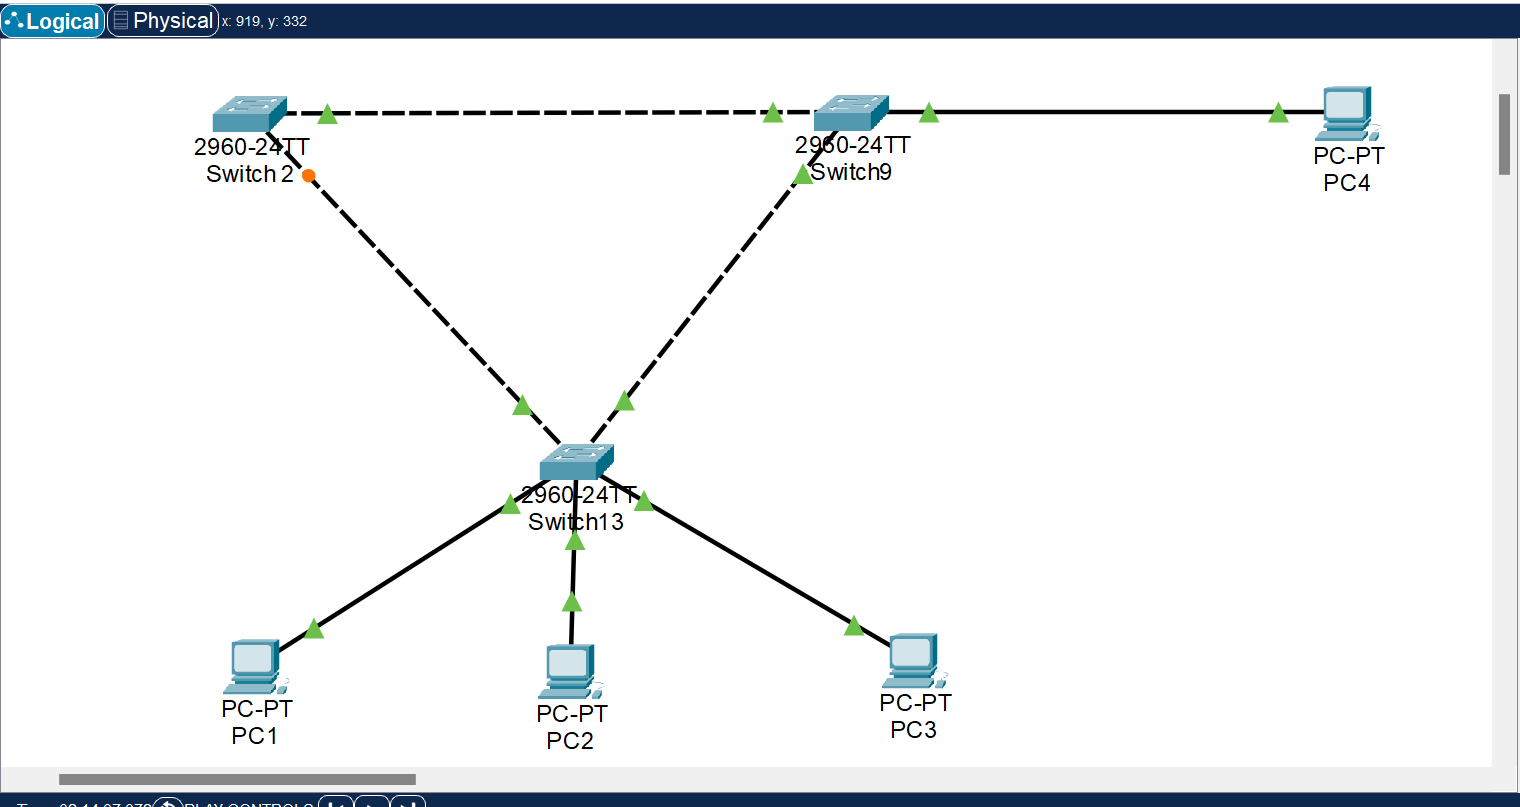 Logical Physical x: 919, y: 332
2960-24TT
Switch 2
2960-24TT
Switch9
PC-PT
PC4
2960-24TT
Switch13
PC-PT
PC1
PC-PT
PC2
PC-PT
PC3
PLAY CONTROLS